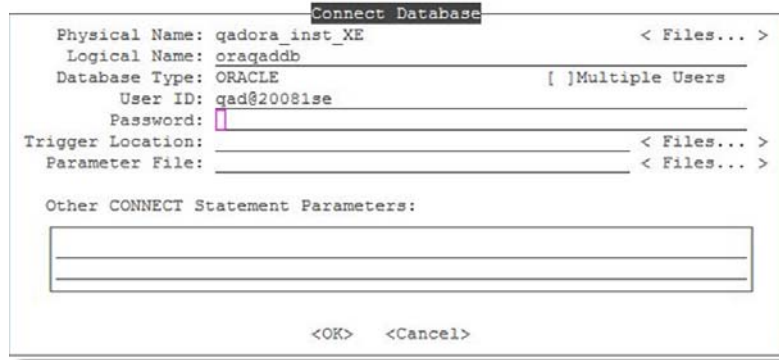 Connect Database
Physical Name: qadora_inst_XE < Files... >
Logical Name: oraqaddb
Database Type: ORACLE [ ]Multiple Users
User ID: qad@20081se
Password:
Trigger Location: < Files... >
Parameter File: < Files... >
Other CONNECT Statement Parameters:
<OK> <Cancel>